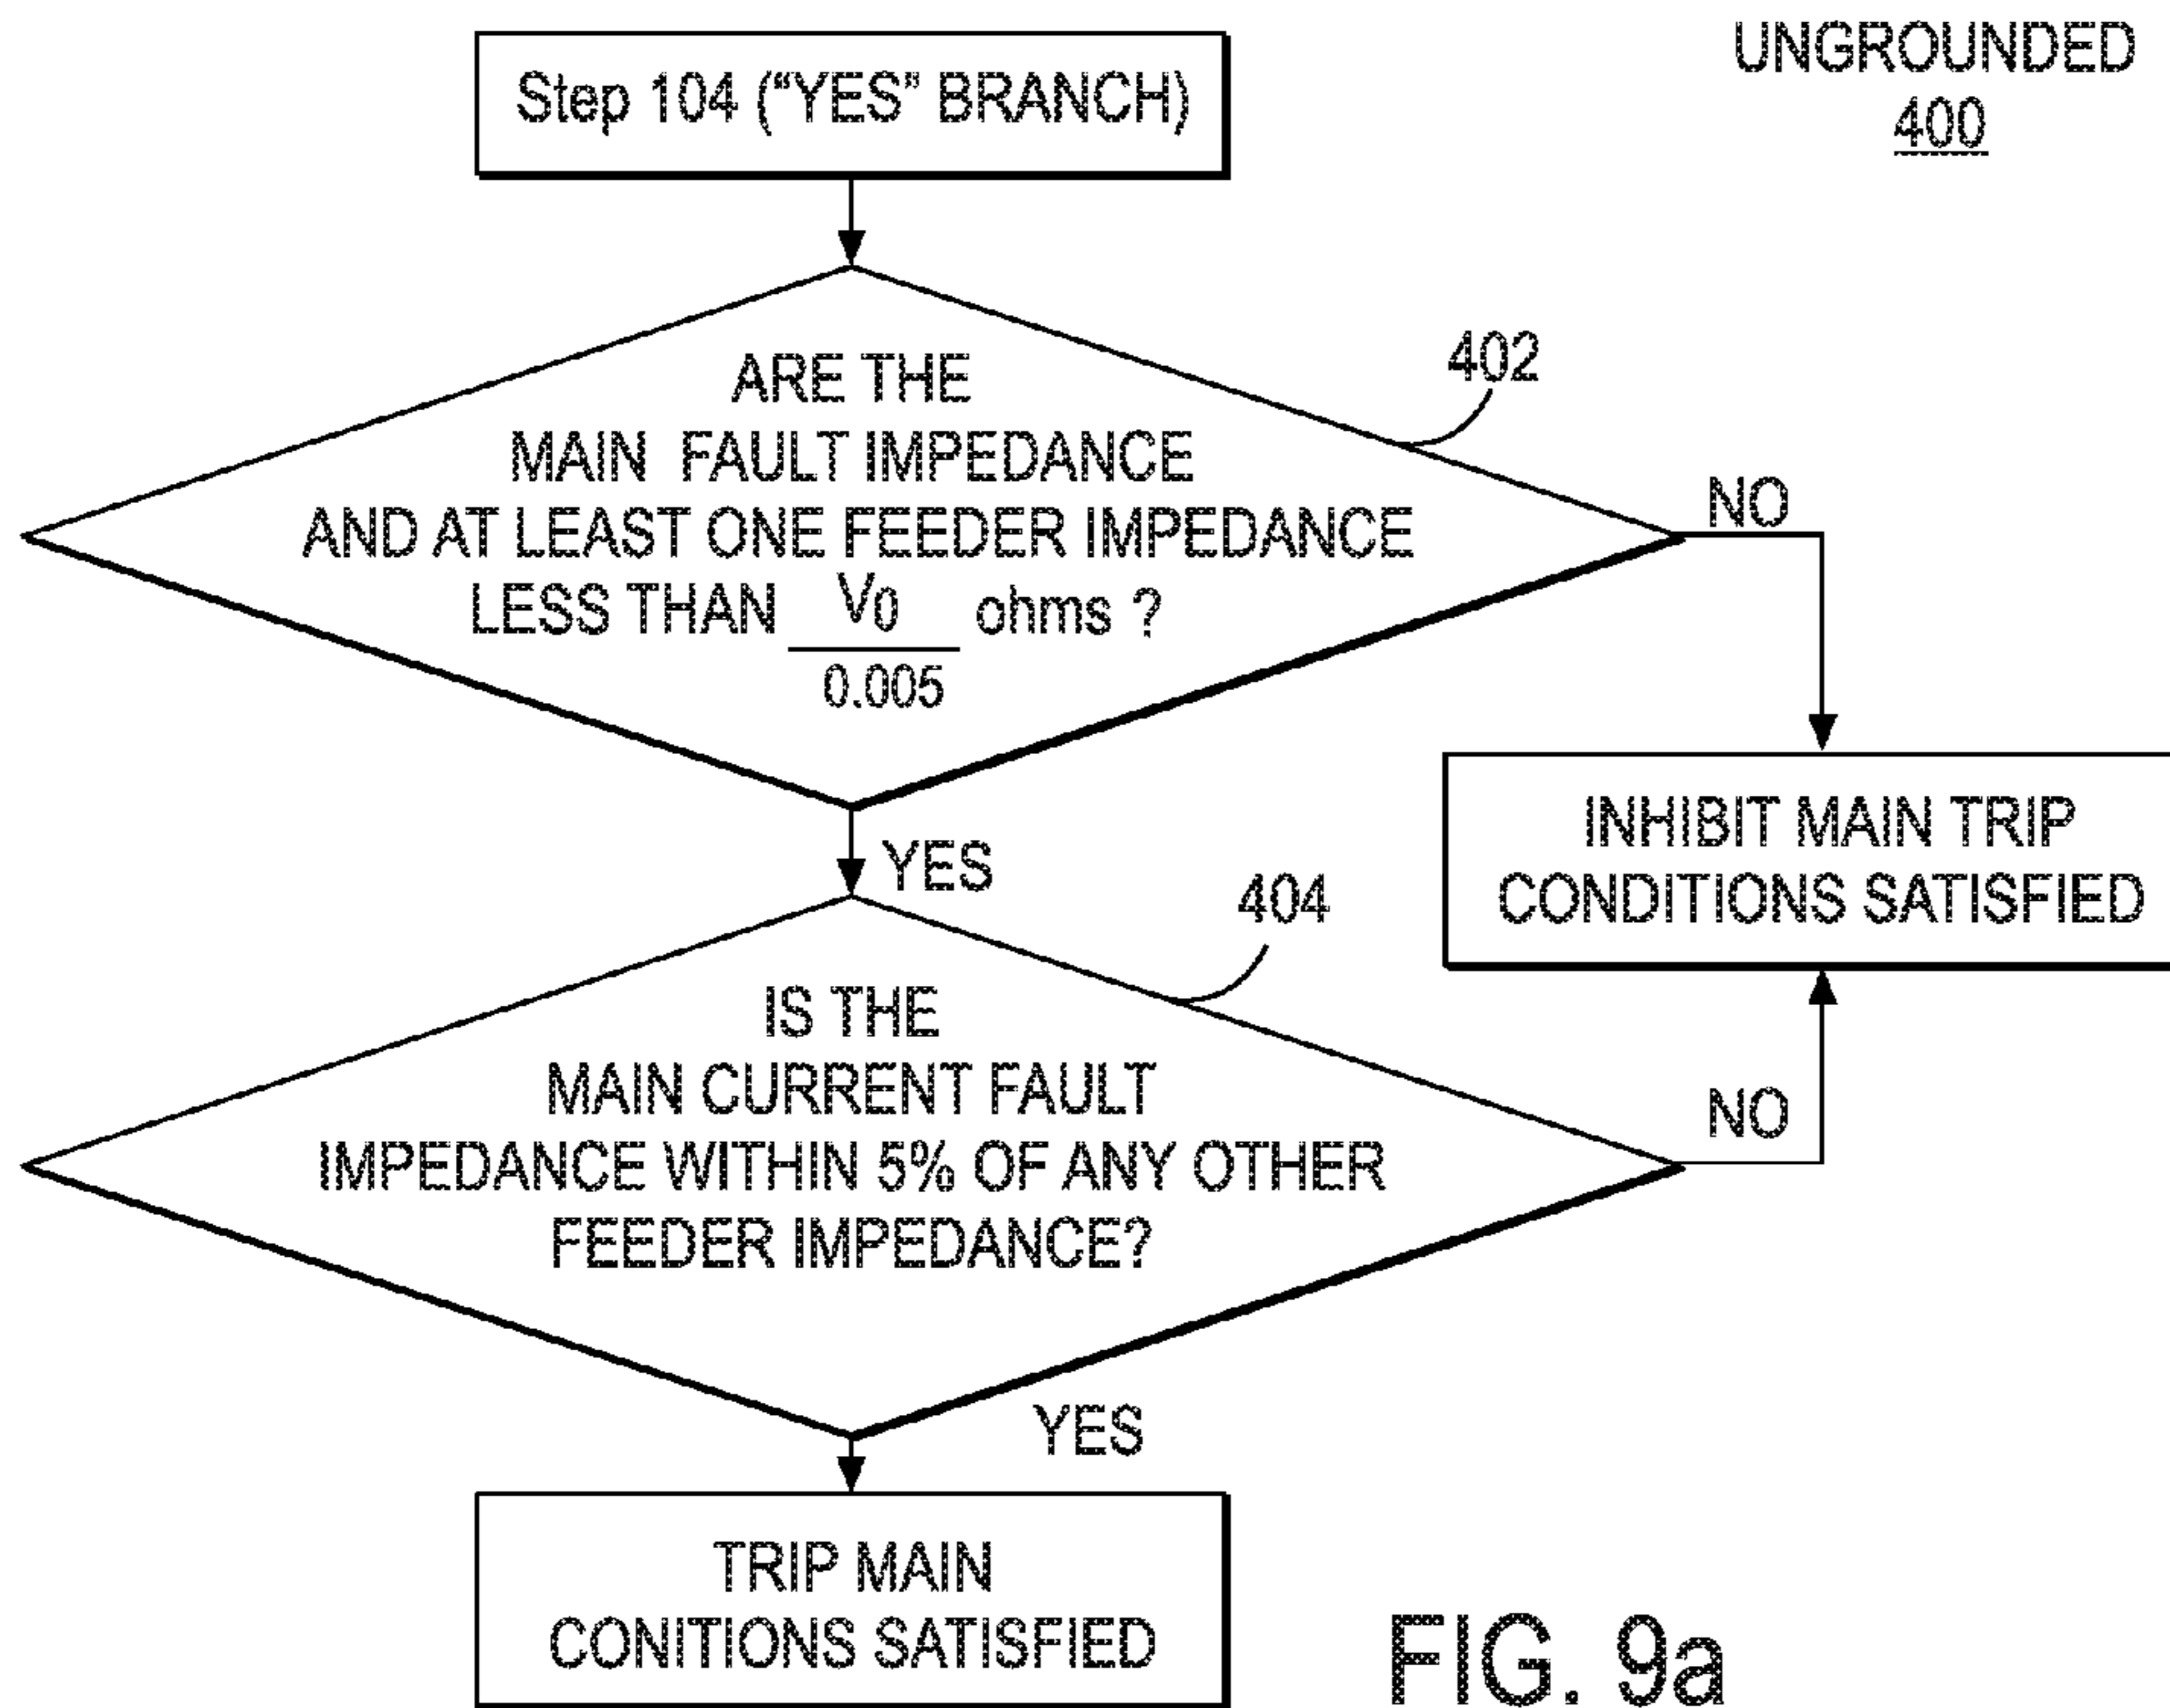 UNGROUNDED
400
Step 104 ("YES" BRANCH)
402
ARE THE
MAIN FAULT IMPEDANCE
AND AT LEAST ONE FEEDER IMPEDANCE
LESS THAN V0 ohms ?
0.005
NO
YES
INHIBIT MAIN TRIP
CONDITIONS SATISFIED
404
IS THE
MAIN CURRENT FAULT
IMPEDANCE WITHIN 5% OF ANY OTHER
FEEDER IMPEDANCE?
NO
YES
TRIP MAIN
CONITIONS SATISFIED
FIG. 9a